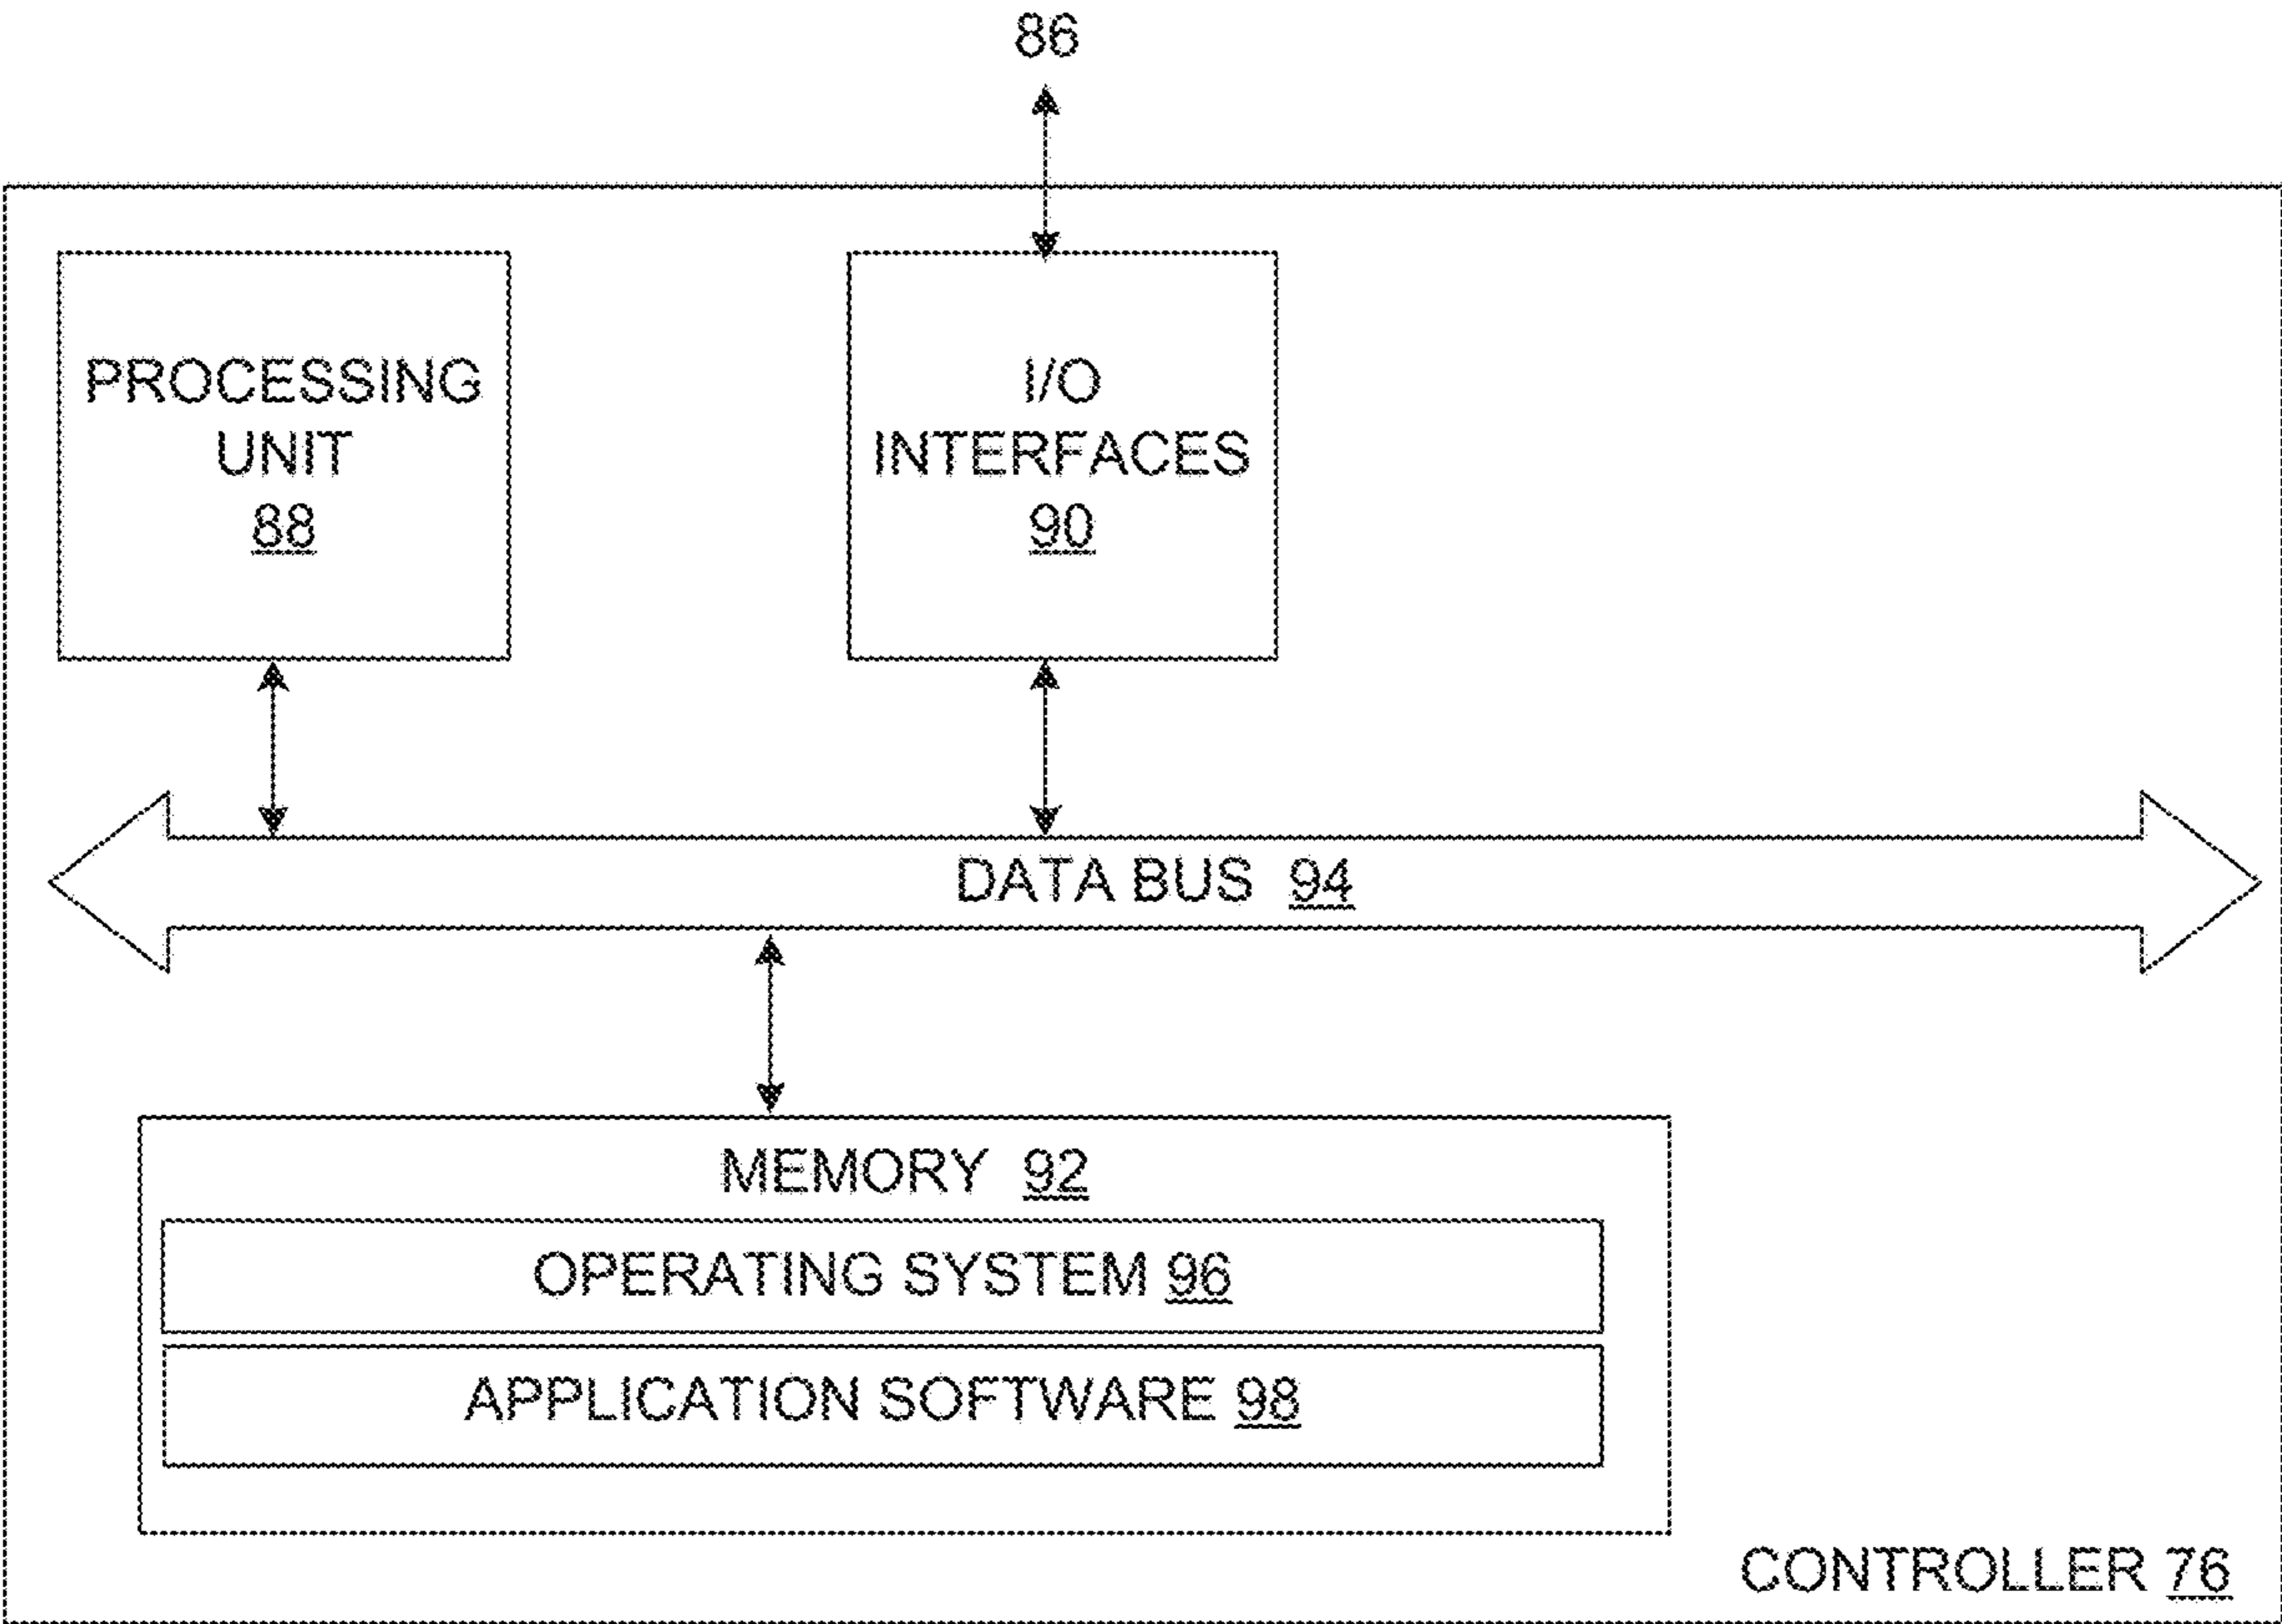 86
PROCESSING
UNIT
88
I/O
INTERFACES
90
DATA BUS 94
MEMORY 92
OPERATING SYSTEM 96
APPLICATION SOFTWARE 98
CONTROLLER 76